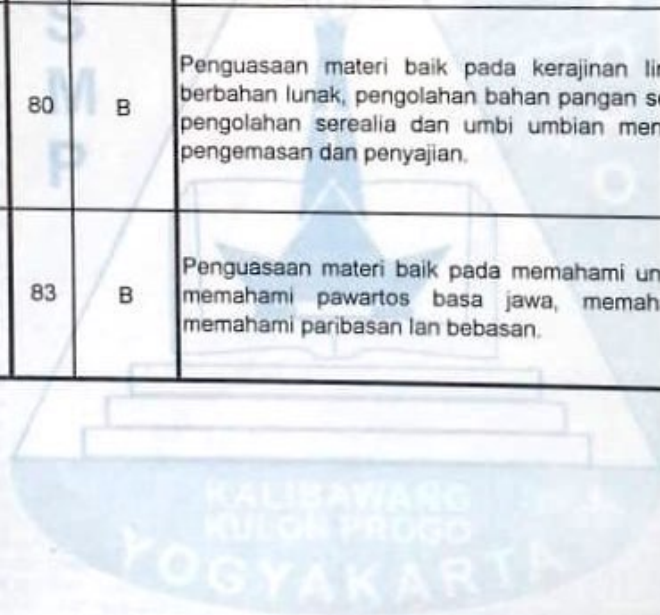 S
M
P
80 B Penguasaan materi baik pada kerajinan
berbahan lunak, pengolahan bahan pangan
pengolahan serealia dan umbi umbian
pengemasan dan penyajian.
83 B Penguasaan materi baik pada memahami
memahami pawartos basa jawa,
memahami paribasan lan bebasan.
KALIBAWANG
KULON PROGO
YOGYAKARTA